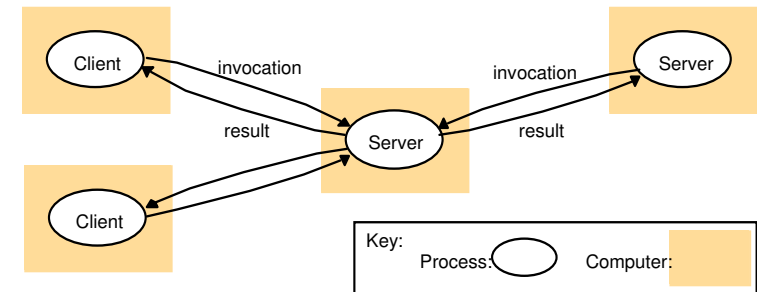 Client
invocation
invocation
Server
result
Server
result
Client
Key:
Process:
Computer: